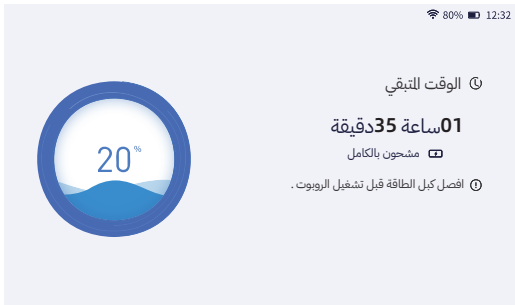 80% 12:32
الوقت المتبقي
01ساعة 35دقيقة
مشحون بالكامل
افصل كبل الطاقة قبل تشغيل الروبوت .
20%